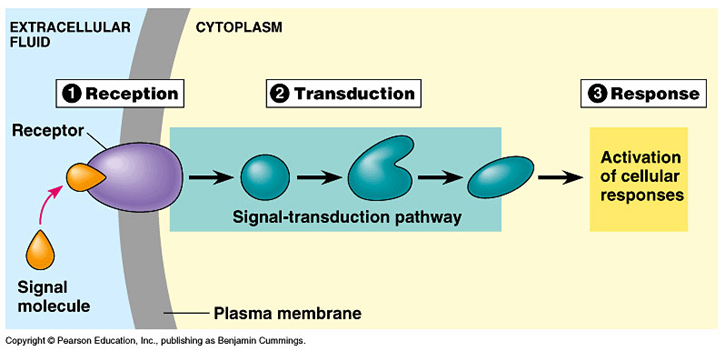 EXTRACELLULAR
FLUID
CYTOPLASM
1 Reception
2 Transduction
3 Response
Receptor
Activation
of cellular
responses
Signal-transduction pathway
Signal
molecule
Plasma membrane
Copyright © Pearson Education, Inc., publishing as Benjamin Cummings.